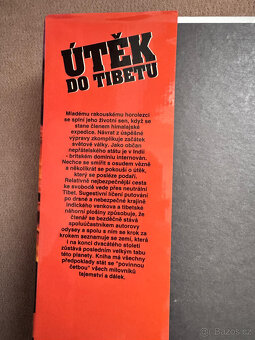 ÚTĚK
DO TIBETU
Mladému rakouskému horolezci
se splní jeho životní sen, když se
stane členem himalájské
expedice. Návrat z úspěšné
výpravy zkomplikuje začátek
světové války. Jako občan
nepřátelského státu je v Indii
- britském dominiu internován.
Nechce se smířit s osudem vězně
a několikrát se pokouší o útěk,
který se posléze podaří.
Relativně nejbezpečnější cesta
ke svobodě vede přes neutrální
Tibet. Sugestivní líčení putování
po drsné a nebezpečné krajině
indického venkova a tibetské
náhorní plošiny způsobuje, že
čtenář se bezděčně stává
spoluúčastníkem autorovy
odysey a spolu s ním se krok za
krokem seznamuje se zemí, která
i na konci dvacátého století
zůstává posledním velkým tabu
této planety. Kniha má všechny
předpoklady stát se "povinnou
četbou" všech milovníků
tajemství a dálek.
sbazos.cz